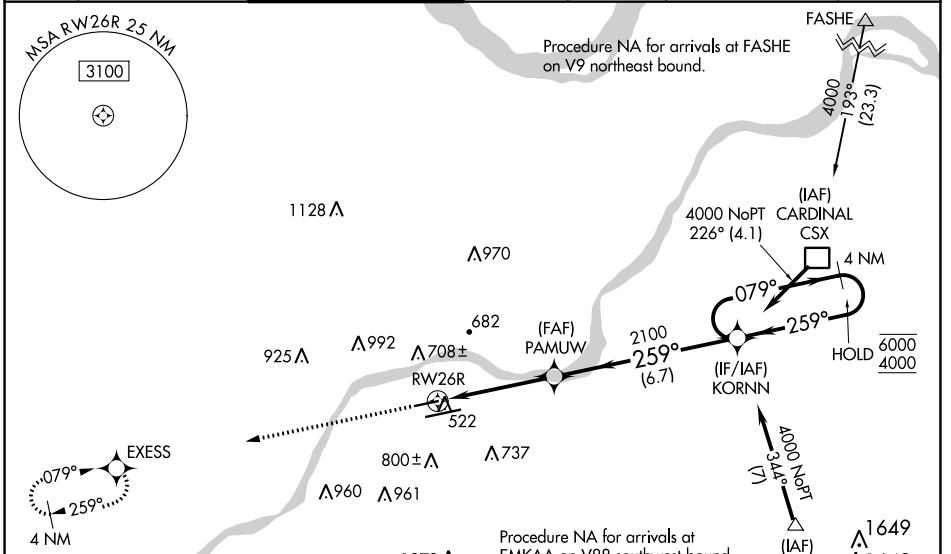 MSA RW26R 25 NM
3100
Procedure NA for arrivals at FASHE
on V9 northeast bound.
FASHE
4000
193°
(23.3)
1128
970
(IAF)
CARDINAL
CSX
4000 NoPT
226° (4.1)
4 NM
079°
259°
HOLD
6000
4000
682
(FAF)
PAMUW
2100
259°
(6.7)
(IF/IAF)
KORNN
925
992
708±
RW26R
522
EXESS
079°
259°
4 NM
800±
737
960
961
4000 NoPT
344°
(7)
Procedure NA for arrivals at
(IAF)
1649